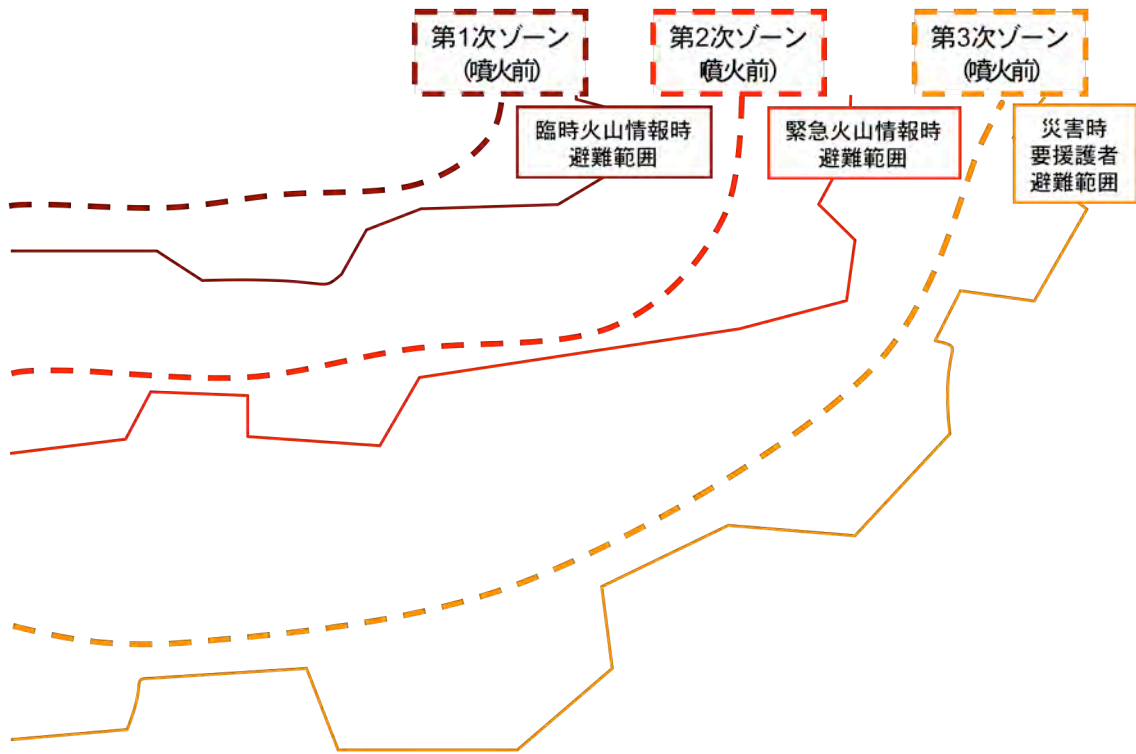 第1次ゾーン
(噴火前)
第2次ゾーン
噴火前)
第3次ゾーン
(噴火前)
臨時火山情報時
避難範囲
緊急火山情報時
避難範囲
災害時
要援護者
避難範囲